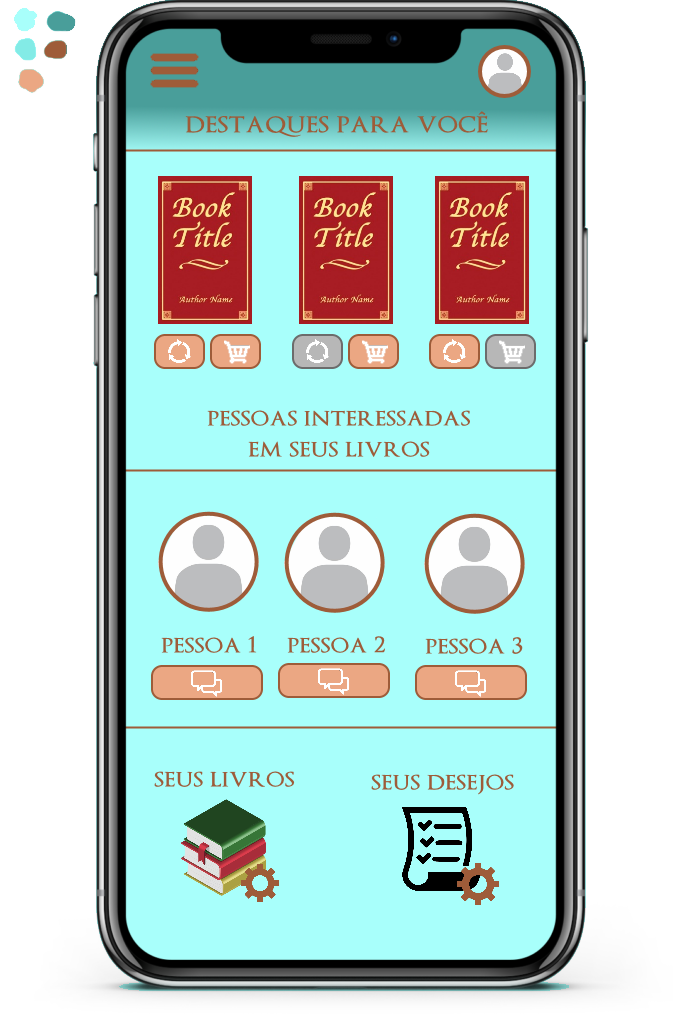 DESTAQUES PARA VOCÊ
Book Title
Author Name
Book Title
Author Name
Book Title
Author Name
PESSOAS INTERESSADAS
EM SEUS LIVROS
PESSOA 1
PESSOA 2
PESSOA 3
SEUS LIVROS
SEUS DESEJOS